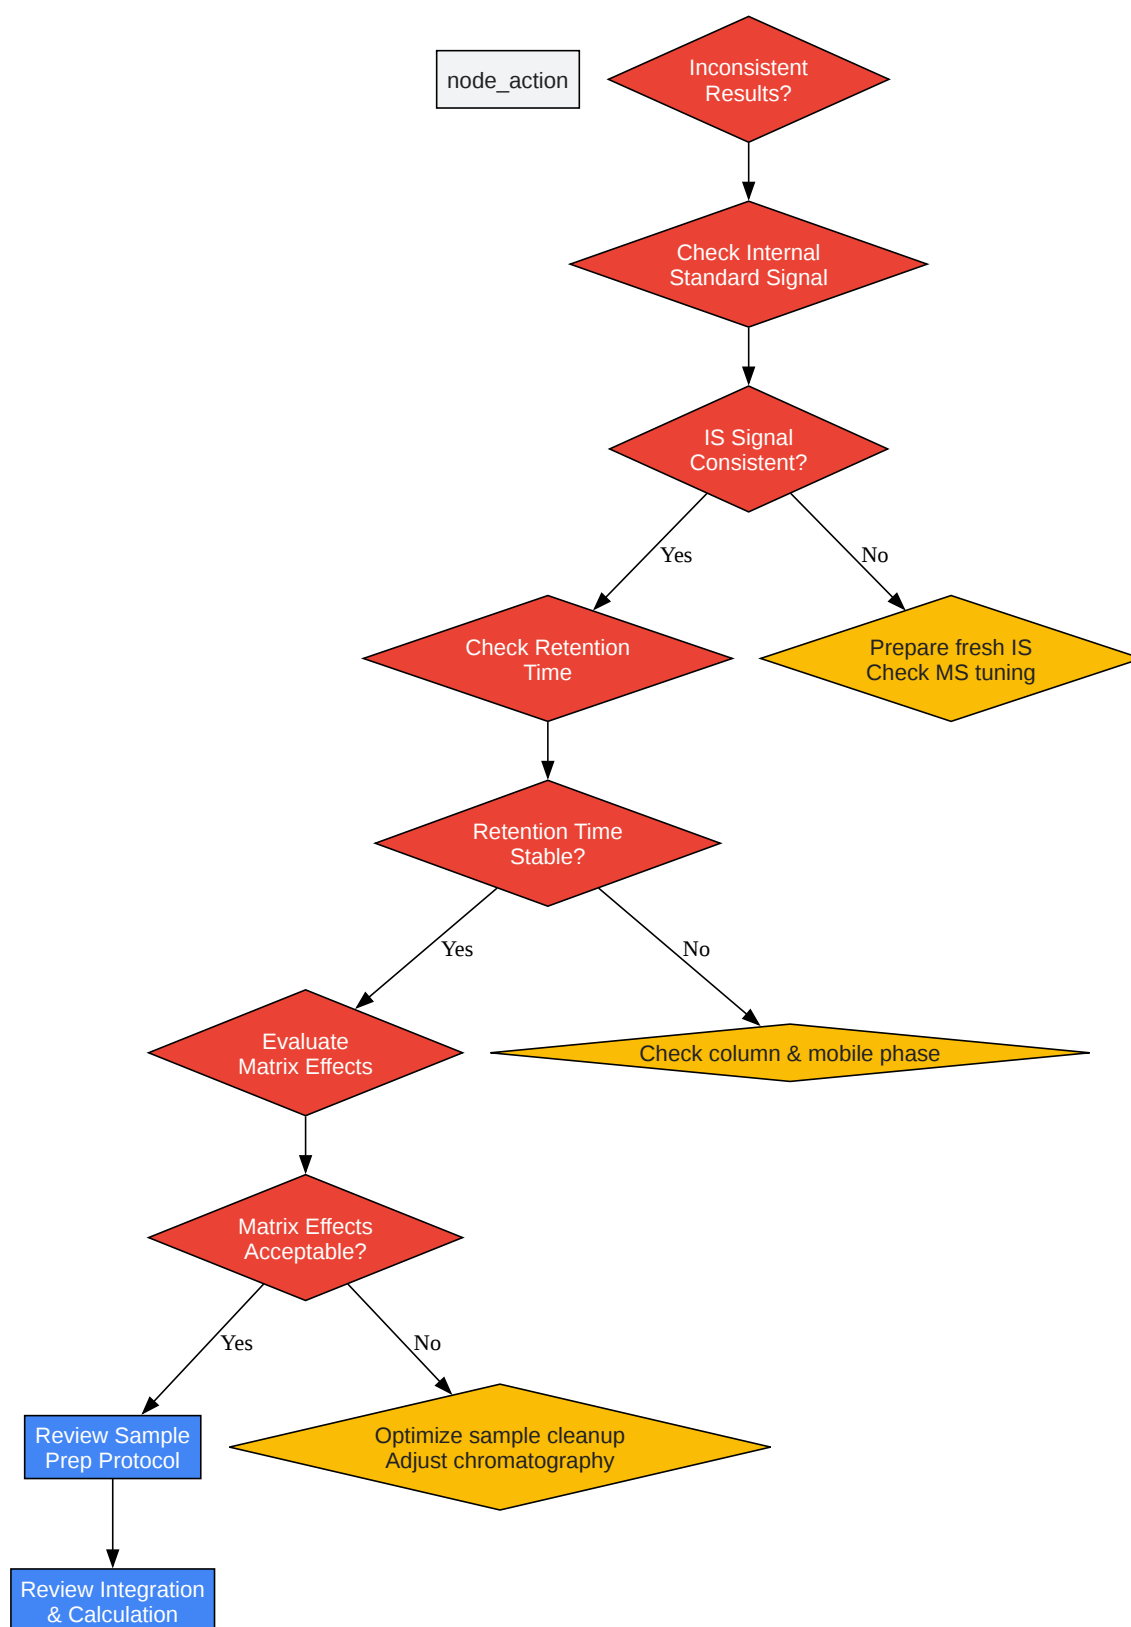 node_action
Inconsistent
Results?
Check Internal
Standard Signal
IS Signal
Consistent?
Yes
No
Check Retention
Time
Prepare fresh IS
Check MS tuning
Retention Time
Stable?
Yes
No
Evaluate
Matrix Effects
Check column & mobile phase
Matrix Effects
Acceptable?
Yes
No
Review Sample
Prep Protocol
Optimize sample cleanup
Adjust chromatography
Review Integration
& Calculation